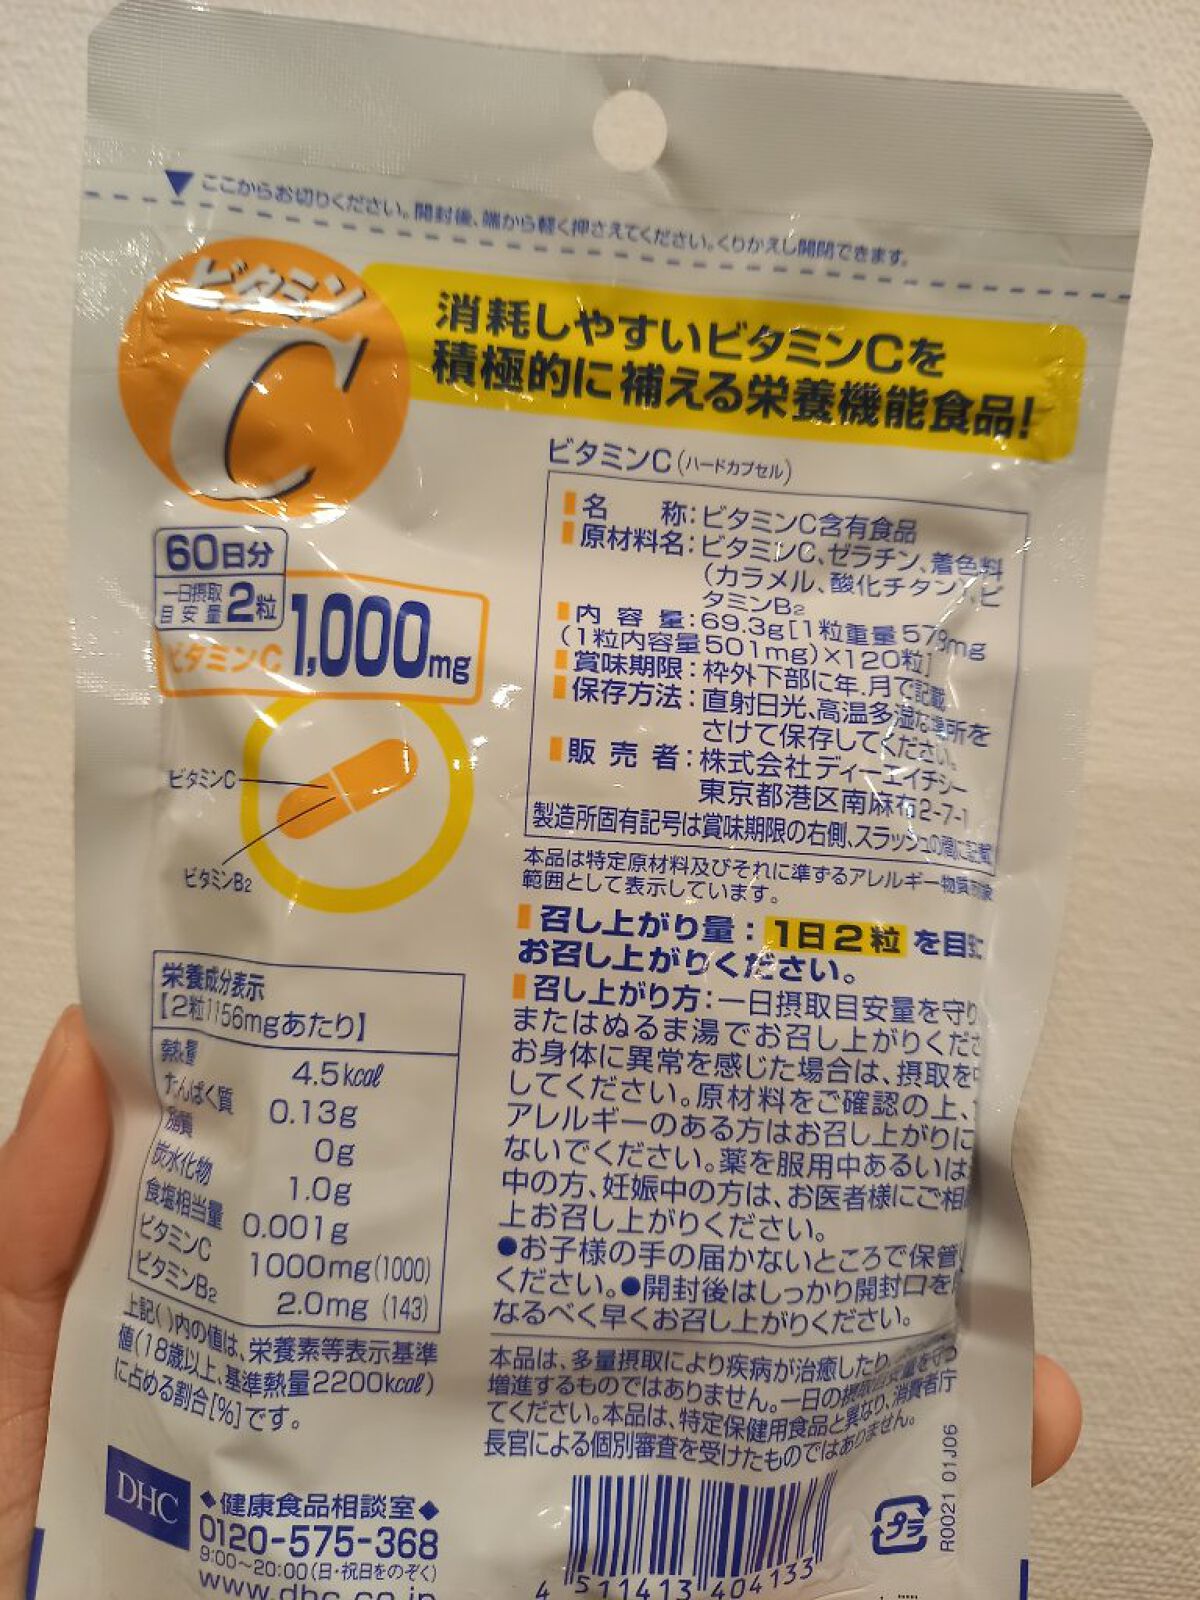 ここからお切りください。開封後、端から軽く押さえてください。くりかえし開閉できます。
ビタミン
C
消耗しやすいビタミンCを
積極的に補える栄養機能食品!
60日分
一日摂取
目安量 2粒
ビタミンC 1,000mg
ビタミンC
ビタミンB2
ビタミンC(ハードカプセル)
名称:ビタミンC含有食品
原材料名:ビタミンC、ゼラチン、着色料
(カラメル、酸化チタン)、ビ
タミンB2
内容量:69.3g[1粒重量578mg
(1粒内容量501mg)×120粒]
賞味期限:枠外下部に年.月で記載
保存方法:直射日光、高温多湿な場所を
さけて保存してください。
販売者:株式会社ディーエイチシー
東京都港区南麻布2-7-1
製造所固有記号は賞味期限の右側、スラッシュの間に記載
本品は特定原材料及びそれに準ずるアレルギー物質を対象
範囲として表示しています。
召し上がり量:1日2粒を目安に
お召し上がりください。
召し上がり方:一日摂取目安量を守り
またはぬるま湯でお召し上がりくださ
お身体に異常を感じた場合は、摂取を中
してください。原材料をご確認の上、
アレルギーのある方はお召し上がりに
ないでください。薬を服用中あるいは
中の方、妊娠中の方は、お医者様にご相
上お召し上がりください。
●お子様の手の届かないところで保管
ください。●開封後はしっかり開封口を
なるべく早くお召し上がりください。
本品は、多量摂取により疾病が治癒したり
増進するものではありません。一日の摂取目安量を守っ
てください。本品は、特定保健用食品と異なり、消費者庁
長官による個別審査を受けたものではありません。
栄養成分表示
【2粒1156mgあたり】
熱量 4.5kcal
たんぱく質 0.13g
脂質 0g
炭水化物 1.0g
食塩相当量 0.001g
ビタミンC 1000mg(1000)
ビタミンB2 2.0mg (143)
上記( )内の値は、栄養素等表示基準
値(18歳以上、基準熱量2200kcal)
に占める割合[%]です。
DHC
◆健康食品相談室◆
0120-575-368
9:00~20:00(日・祝日をのぞく)
www.dhc.co.jp
4 511413 404133
プラ
R0021 01J06